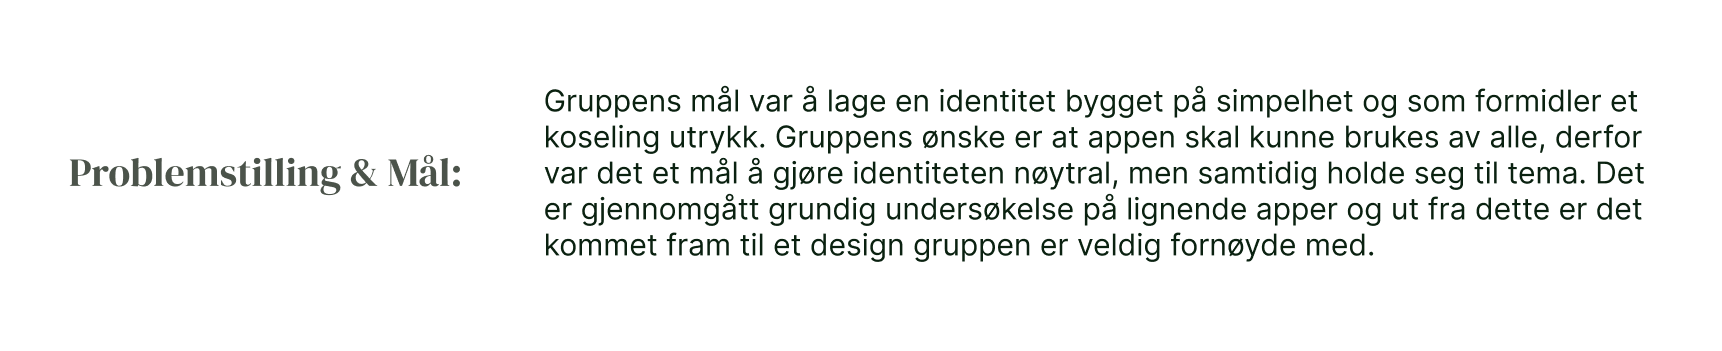 Problemstilling & Mål:
Gruppens mål var å lage en identitet bygget på simpelhet og som formidler et
koseling utrykk. Gruppens ønske er at appen skal kunne brukes av alle, derfor
var det et mål å gjøre identiteten nøytral, men samtidig holde seg til tema. Det
er gjennomgått grundig undersøkelse på lignende apper og ut fra dette er det
kommet fram til et design gruppen er veldig fornøyde med.